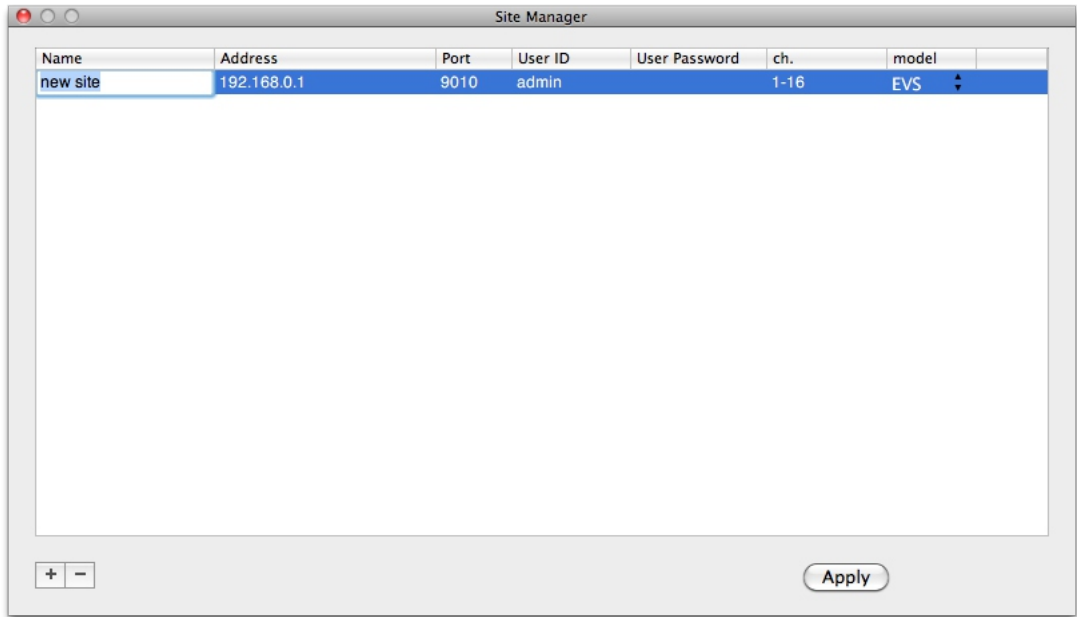 Site Manager
Name Address Port User ID User Password ch. model
new site 192.168.0.1 9010 admin 1-16 EVS
+ −
Apply